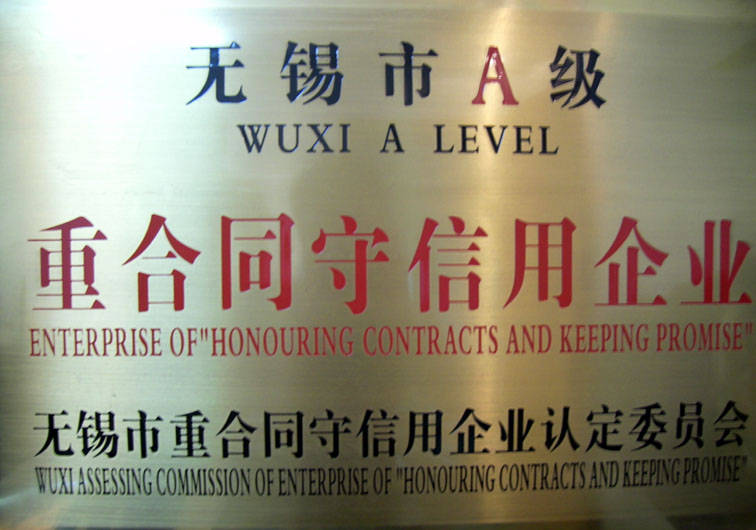 无锡市A级
WUXI A LEVEL
重合同守信用企业
ENTERPRISE OF"HONOURING CONTRACTS AND KEEPING PROMISE"
无锡市重合同守信用企业认定委员会
WUXI ASSESSING COMMISSION OF ENTERPRISE OF "HONOURING CONTRACTS AND KEEPING PROMISE"